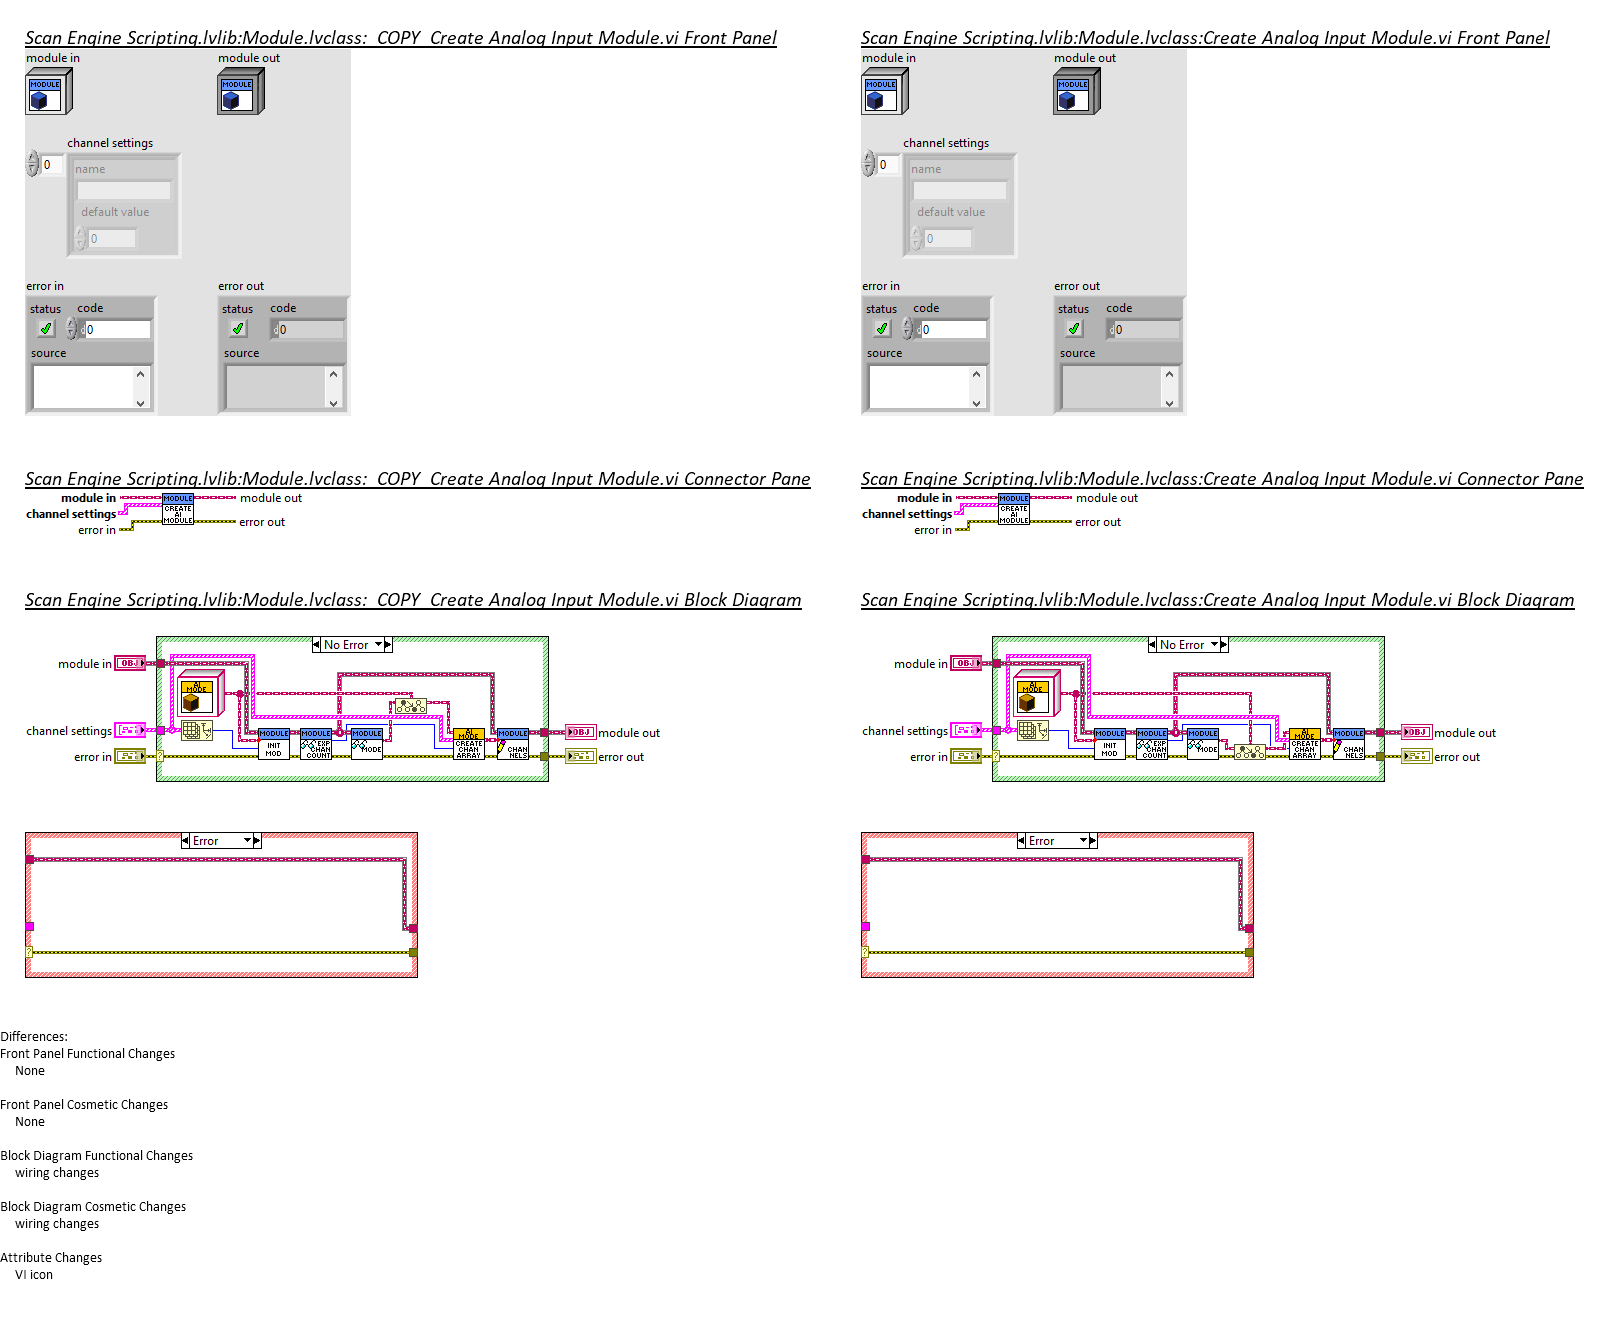 Scan Engine Scripting.lvlib:Module.lvclass:_COPY_Create Analog Input Module.vi Front Panel
module in
module out
MODULE
MODULE
channel settings
0
name
default value
0
error in
error out
status
code
status
code
0
0
source
source
Scan Engine Scripting.lvlib:Module.lvclass:Create Analog Input Module.vi Front Panel
module in
module out
MODULE
MODULE
channel settings
0
name
default value
0
error in
error out
status
code
status
code
0
0
source
source
Scan Engine Scripting.lvlib:Module.lvclass:_COPY_Create Analog Input Module.vi Connector Pane
module in
MODULE
module out
channel settings
CREATE
AI
MODULE
error in
error out
Scan Engine Scripting.lvlib:Module.lvclass:Create Analog Input Module.vi Connector Pane
module in
MODULE
module out
channel settings
CREATE
AI
MODULE
error in
error out
Scan Engine Scripting.lvlib:Module.lvclass:_COPY_Create Analog Input Module.vi Block Diagram
No Error
module in
OBJ
AI
MODE
channel settings
error in
MODULE
INIT
MOD
MODULE
EXP
CHAN
COUNT
MODULE
MODE
AI
MODE
CREATE
CHAN
ARRAY
MODULE
CHAN
NELS
OBJ
module out
error out
Error
Scan Engine Scripting.lvlib:Module.lvclass:Create Analog Input Module.vi Block Diagram
No Error
module in
OBJ
AI
MODE
channel settings
error in
MODULE
INIT
MOD
MODULE
EXP
CHAN
COUNT
MODULE
MODE
AI
MODE
CREATE
CHAN
ARRAY
MODULE
CHAN
NELS
OBJ
module out
error out
Error
Differences:
Front Panel Functional Changes
None
Front Panel Cosmetic Changes
None
Block Diagram Functional Changes
wiring changes
Block Diagram Cosmetic Changes
wiring changes
Attribute Changes
VI icon